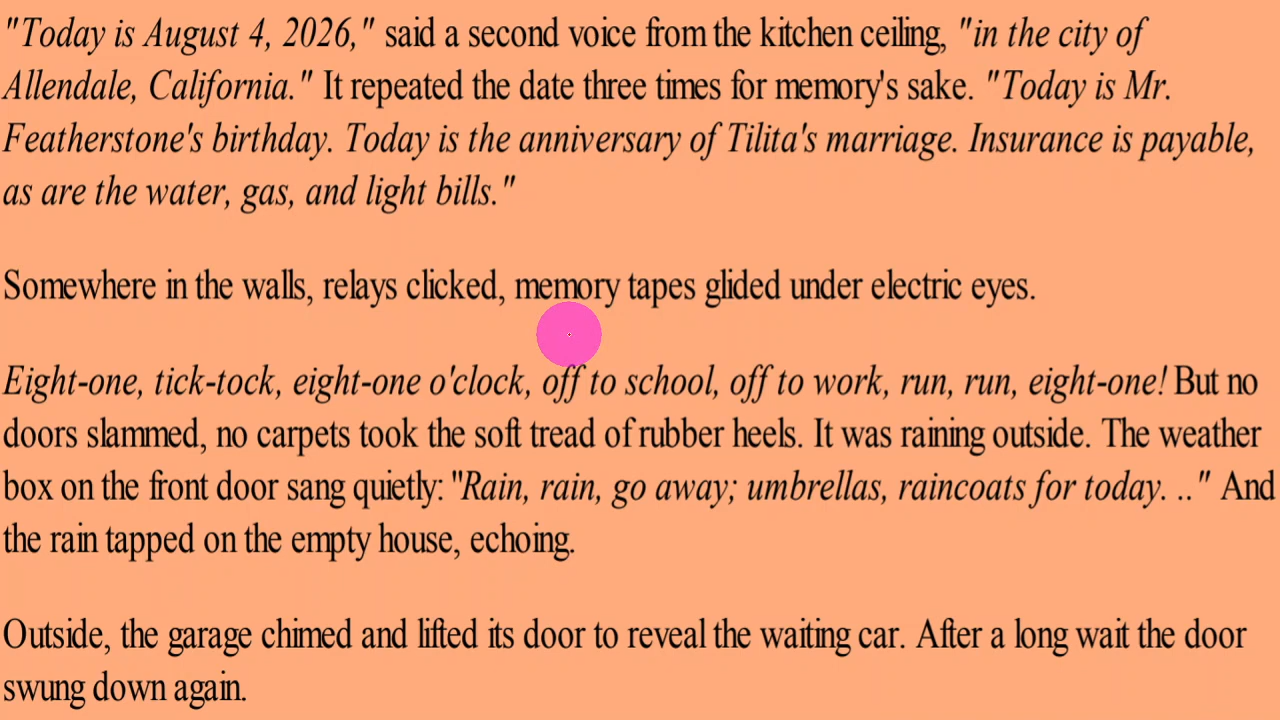 "Today is August 4, 2026," said a second voice from the kitchen ceiling, "in the city of
Allendale, California." It repeated the date three times for memory's sake. "Today is Mr.
Featherstone's birthday. Today is the anniversary of Tilita's marriage. Insurance is payable,
as are the water, gas, and light bills."
Somewhere in the walls, relays clicked, memory tapes glided under electric eyes.
Eight-one, tick-tock, eight-one o'clock, off to school, off to work, run, run, eight-one! But no
doors slammed, no carpets took the soft tread of rubber heels. It was raining outside. The weather
box on the front door sang quietly: "Rain, rain, go away; umbrellas, raincoats for today. .." And
the rain tapped on the empty house, echoing.
Outside, the garage chimed and lifted its door to reveal the waiting car. After a long wait the door
swung down again.